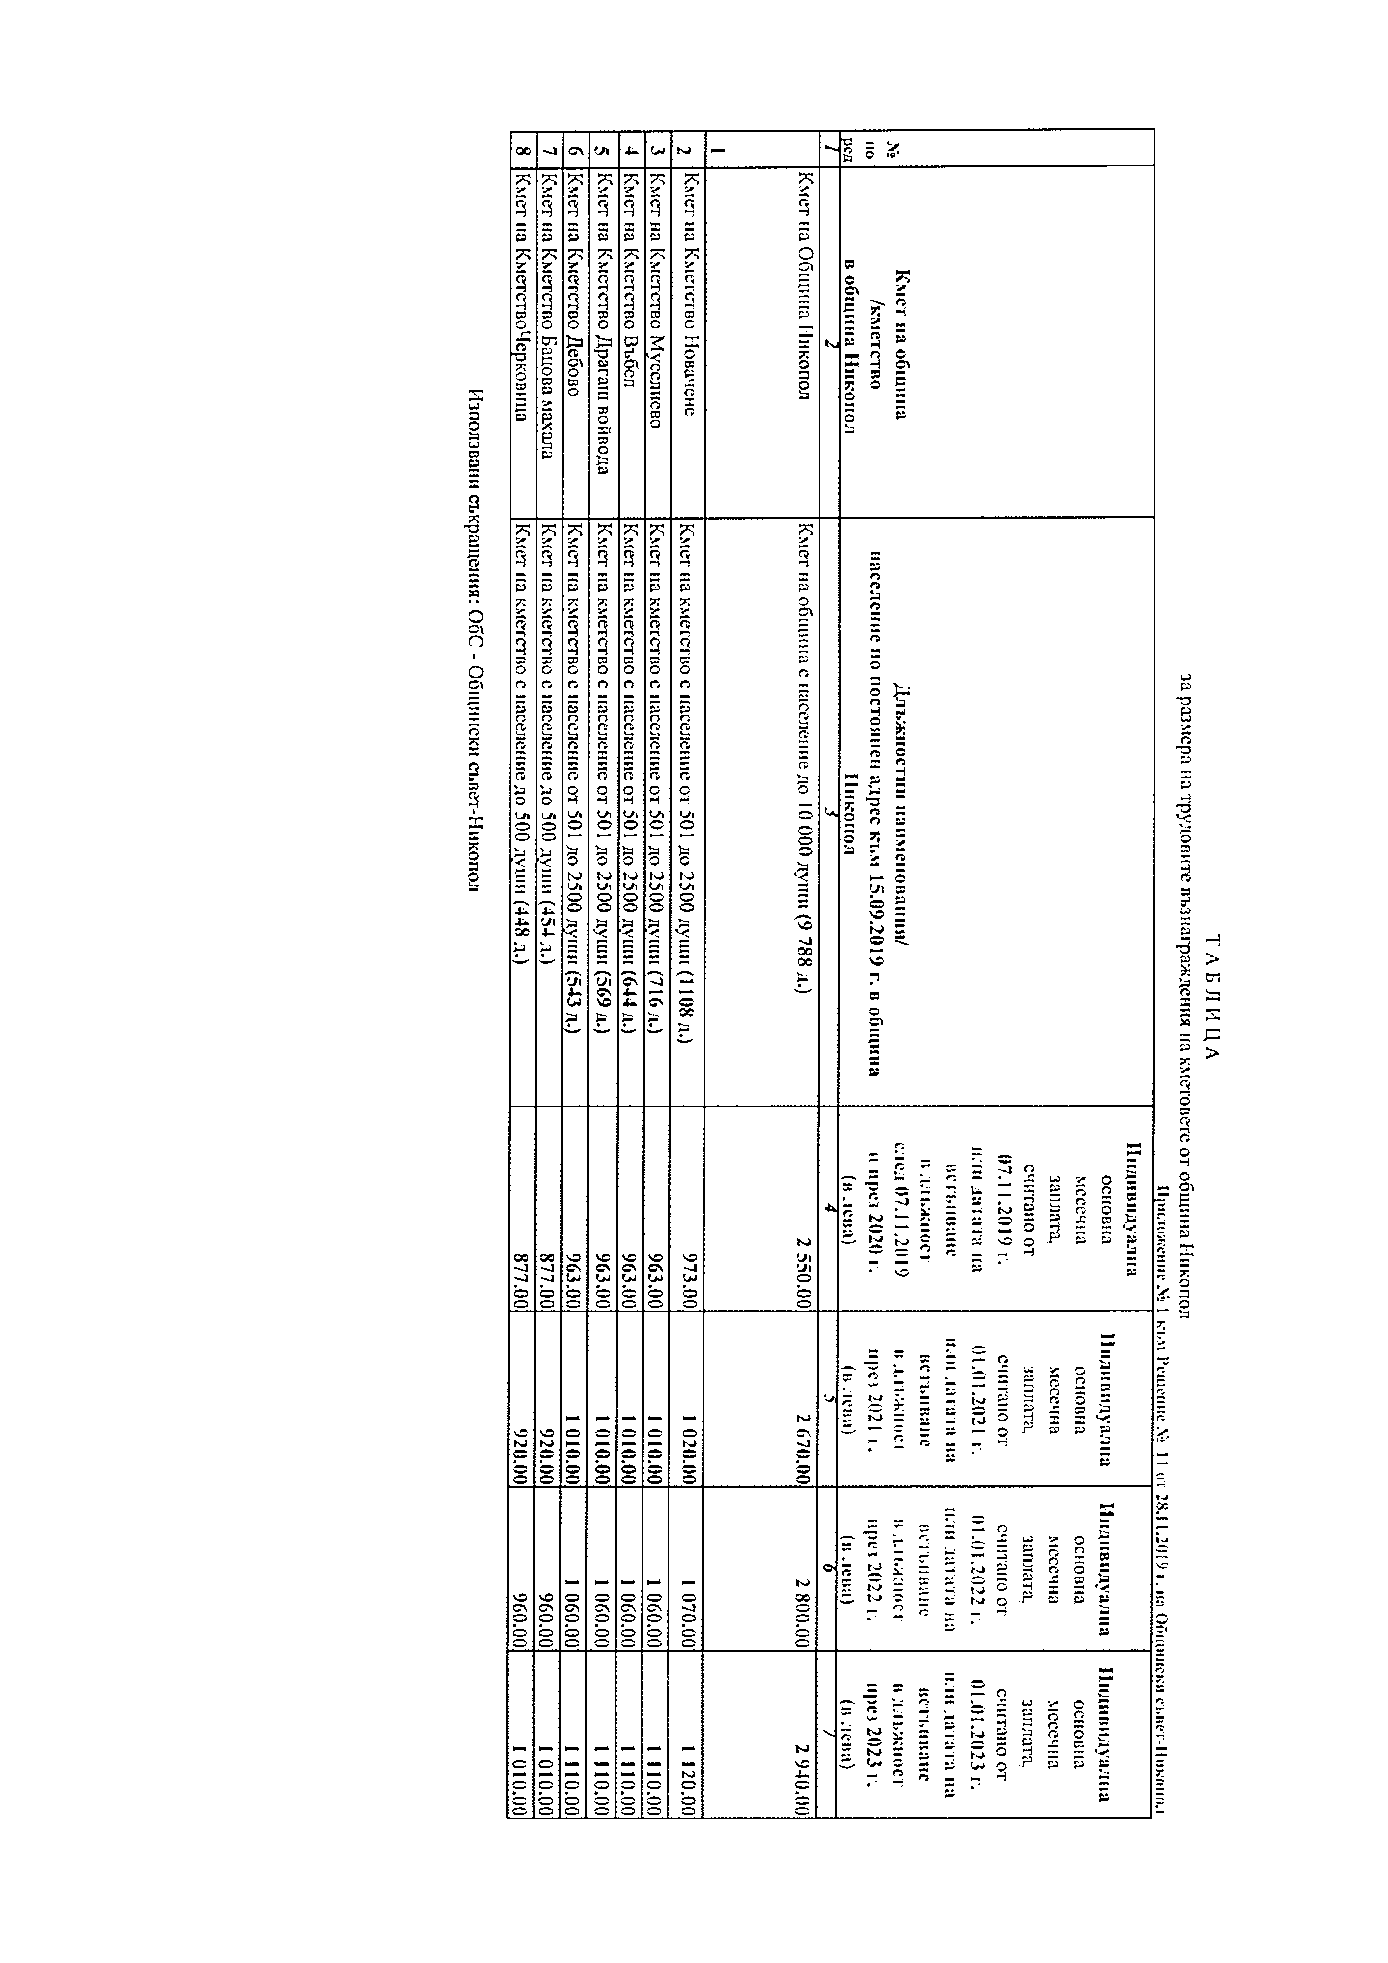 Т А Б Л И Ц А
за размера на трудовите възнаграждения на кметовете от община Никопол
Приложение № 1 към Решение № 11 от 28.11.2019 г. на Общински съвет-Никопол
№
по
ред
Кмет на община
/кметство
в община Никопол
Длъжностни наименования/
население по постоянен адрес към 15.09.2019 г. в община
Никопол
Индивидуална
основна
месечна
заплата,
считано от
07.11.2019 г.
или датата на
встъпване
в длъжност
след 07.11.2019
и през 2020 г.
(в лева)
Индивидуална
основна
месечна
заплата,
считано от
01.01.2021 г.
или датата на
встъпване
в длъжност
през 2021 г.
(в лева)
Индивидуална
основна
месечна
заплата,
считано от
01.01.2022 г.
или датата на
встъпване
в длъжност
през 2022 г.
(в лева)
Индивидуална
основна
месечна
заплата,
считано от
01.01.2023 г.
или датата на
встъпване
в длъжност
през 2023 г.
(в лева)
1 2 3 4 5 6 7
1 Кмет на Община Никопол Кмет на община с население до 10 000 души (9 788 д.) 2 550.00 2 670.00 2 800.00 2 940.00
2 Кмет на Кметство Новачене Кмет на кметство с население от 501 до 2500 души (1108 д.) 973.00 1 020.00 1 070.00 1 120.00
3 Кмет на Кметство Муселиево Кмет на кметство с население от 501 до 2500 души (716 д.) 963.00 1 010.00 1 060.00 1 110.00
4 Кмет на Кметство Въбел Кмет на кметство с население от 501 до 2500 души (644 д.) 963.00 1 010.00 1 060.00 1 110.00
5 Кмет на Кметство Драгаш войвода Кмет на кметство с население от 501 до 2500 души (569 д.) 963.00 1 010.00 1 060.00 1 110.00
6 Кмет на Кметство Дебово Кмет на кметство с население от 501 до 2500 души (543 д.) 963.00 1 010.00 1 060.00 1 110.00
7 Кмет на Кметство Бацова махала Кмет на кметство с население до 500 души (454 д.) 877.00 920.00 960.00 1 010.00
8 Кмет на КметствоЧерковица Кмет на кметство с население до 500 души (448 д.) 877.00 920.00 960.00 1 010.00
Използвани съкращения: ОбС - Общински съвет-Никопол